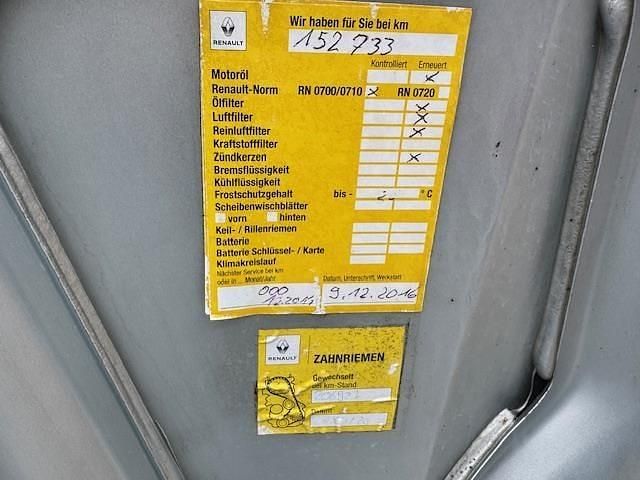 RENAULT
Wir haben für Sie bei km
152 733
Kontrolliert Erneuert
Motoröl
Renault-Norm RN 0700/0710 x RN 0720
Ölfilter x
Luftfilter x
Reinluftfilter x
Kraftstofffilter
Zündkerzen x
Bremsflüssigkeit
Kühlflüssigkeit
Frostschutzgehalt bis - °C
Scheibenwischblätter
vorn hinten
Keil- / Rillenriemen
Batterie
Batterie Schlüssel- / Karte
Klimakreislauf
Nächster Service bei km
oder in ... Monat/Jahr
Datum, Unterschrift, Werkstatt
000
9.12.2016
RENAULT
ZAHNRIEMEN
Gewechselt
bei km-Stand
Datum